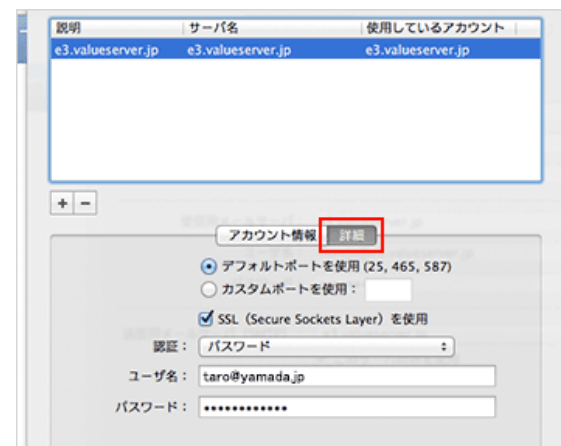 説明 サーバ名 使用しているアカウント
e3.valueserver.jp e3.valueserver.jp e3.valueserver.jp
+ −
アカウント情報 詳細
デフォルトポートを使用 (25, 465, 587)
カスタムポートを使用：
SSL（Secure Sockets Layer）を使用
認証： パスワード
ユーザ名： taro@yamada.jp
パスワード： ••••••••••••